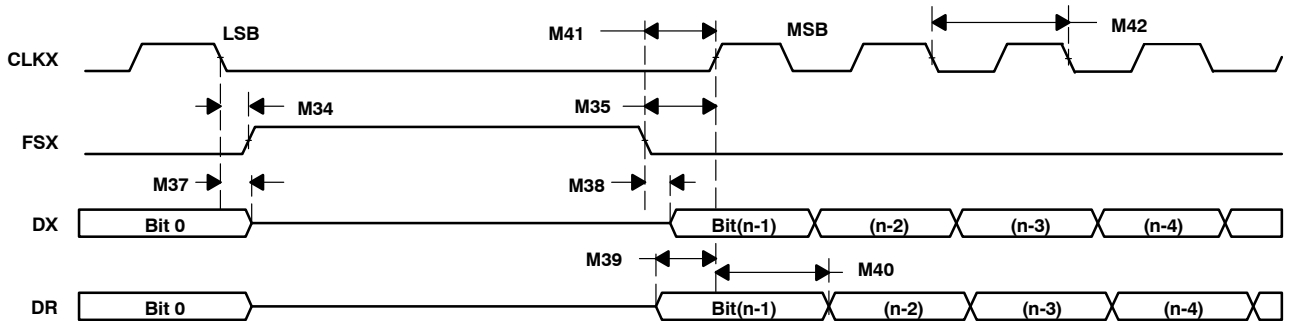 LSB
M41
MSB
M42
CLKX
M34
M35
FSX
M37
M38
DX
Bit 0
Bit(n-1)
(n-2)
(n-3)
(n-4)
M39
M40
DR
Bit 0
Bit(n-1)
(n-2)
(n-3)
(n-4)